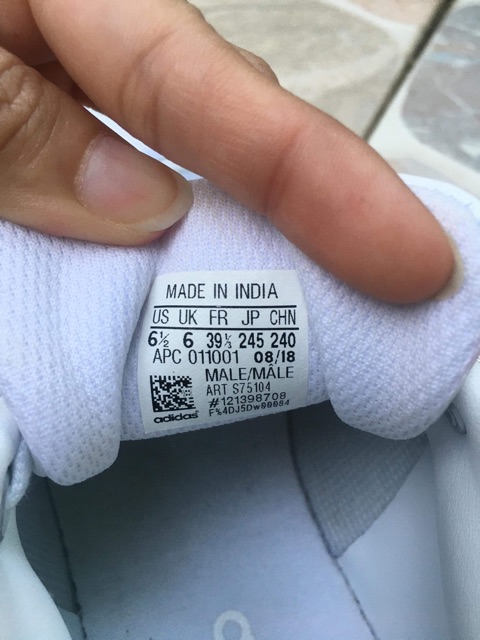 MADE IN INDIA
US UK FR JP CHN
6½ 6 39⅓ 245 240
APC 011001 08/18
MALE/MÂLE
ART S75104
#121398708
F%4DJ5Dw00084
adidas